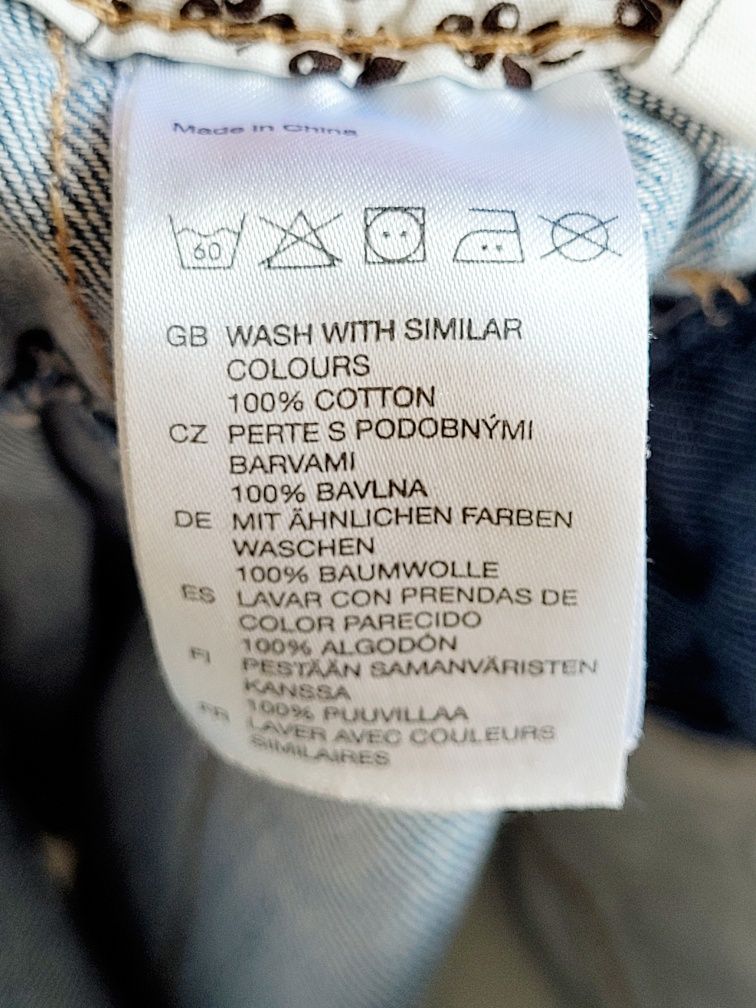 Made in China
60
GB WASH WITH SIMILAR
COLOURS
100% COTTON
CZ PERTE S PODOBNÝMI
BARVAMI
100% BAVLNA
DE MIT ÄHNLICHEN FARBEN
WASCHEN
100% BAUMWOLLE
ES LAVAR CON PRENDAS DE
COLOR PARECIDO
100% ALGODÓN
FI PESTÄÄN SAMANVÄRISTEN
KANSSA
100% PUUVILLAA
FR LAVER AVEC COULEURS
SIMILAIRES